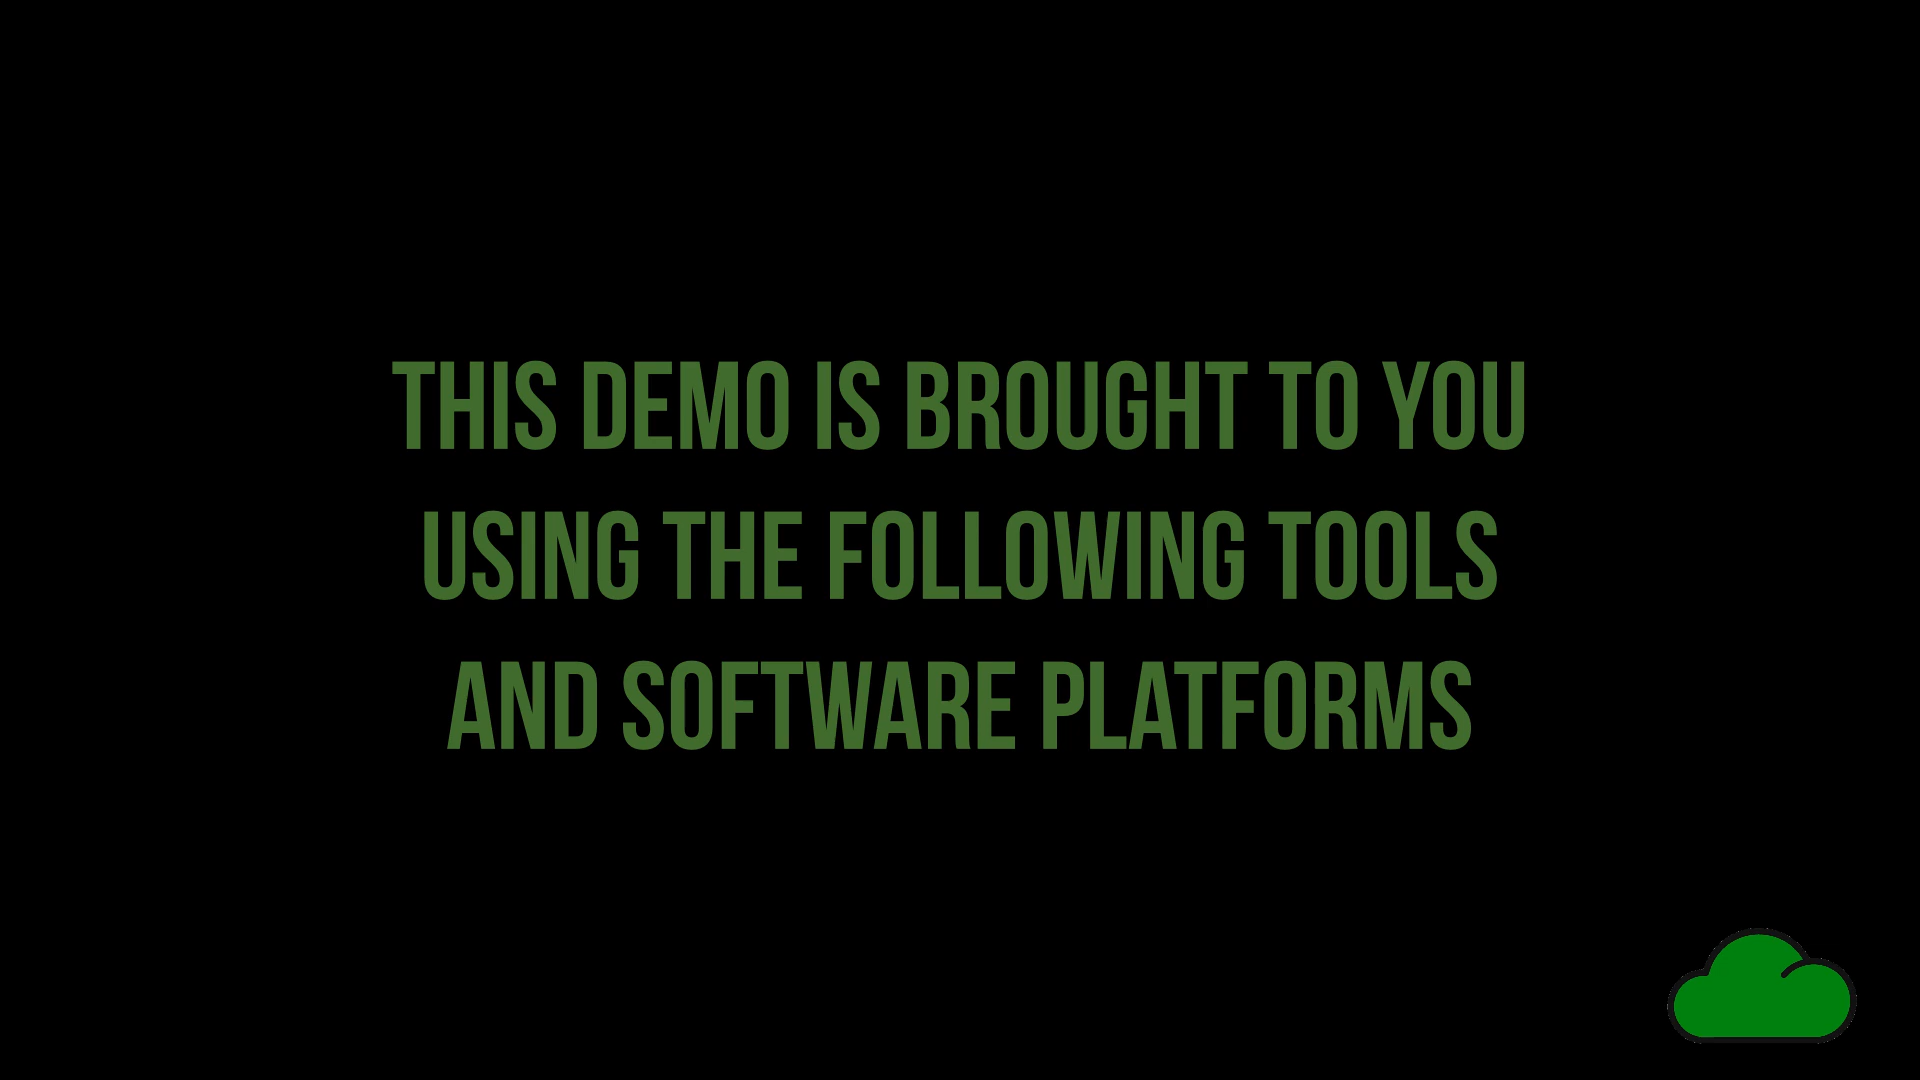 THIS DEMO IS BROUGHT TO YOU
USING THE FOLLOWING TOOLS
AND SOFTWARE PLATFORMS